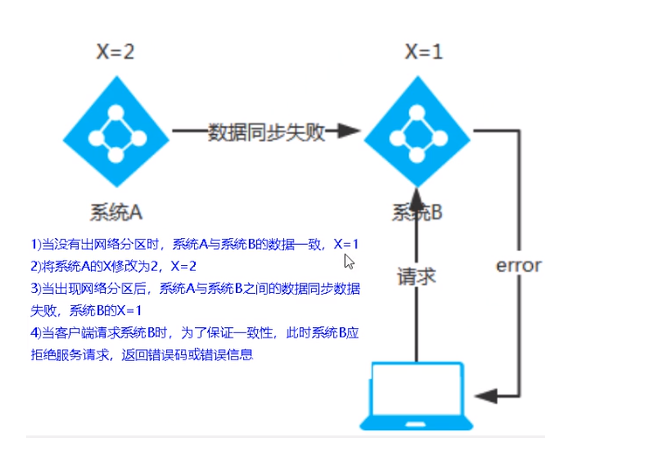 X=2
X=1
数据同步失败
系统A
系统B
1)当没有出网络分区时，系统A与系统B的数据一致，X=1
2)将系统A的X修改为2，X=2
3)当出现网络分区后，系统A与系统B之间的数据同步数据
失败，系统B的X=1
4)当客户端请求系统B时，为了保证一致性，此时系统B应
拒绝服务请求，返回错误码或错误信息
请求
error